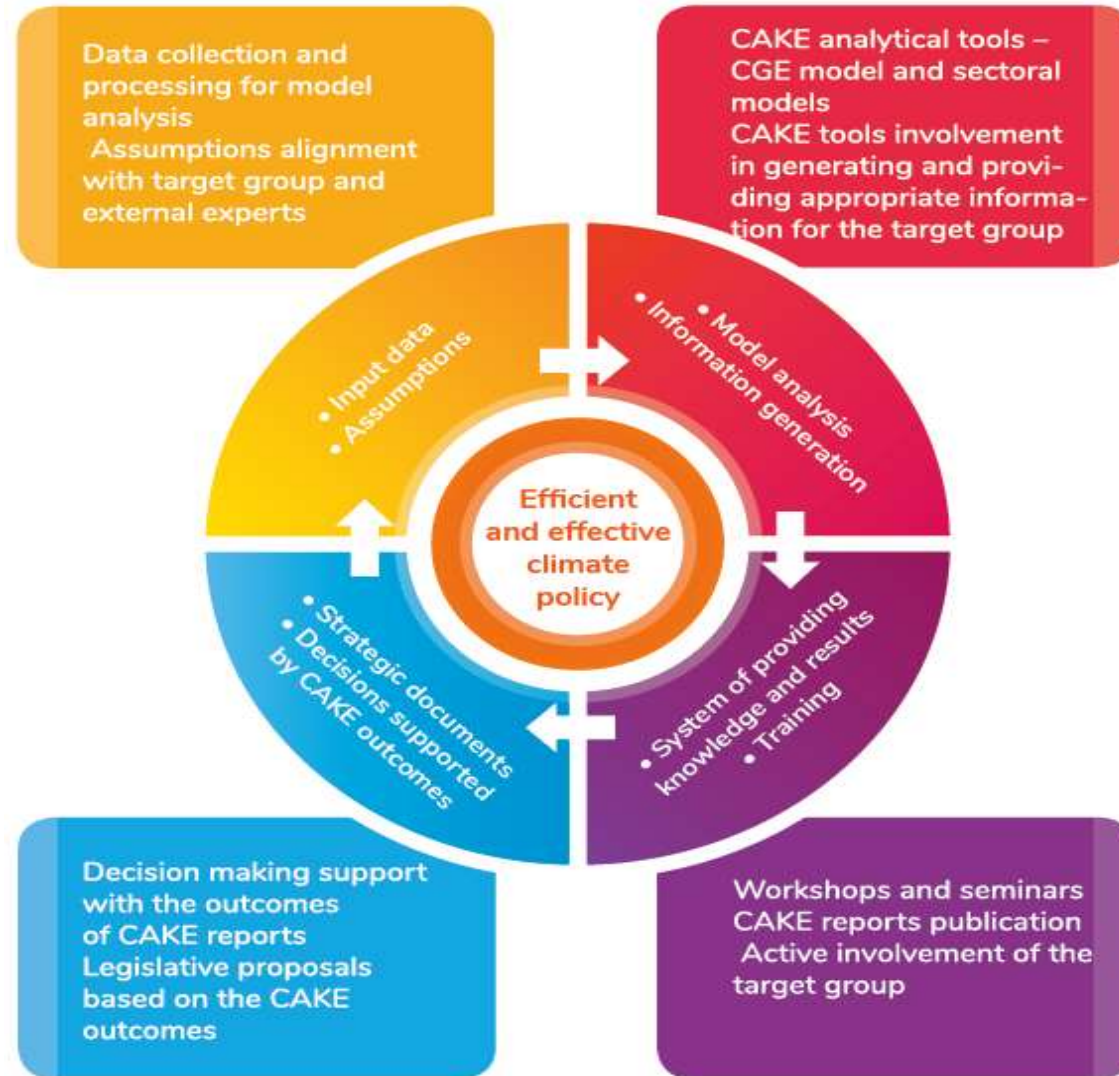 Data collection and
processing for model
analysis
Assumptions alignment
with target group and
external experts
CAKE analytical tools –
CGE model and sectoral
models
CAKE tools involvement
in generating and provi-
ding appropriate informa-
tion for the target group
• Input data
• Assumptions
• Model analysis
• Information generation
Efficient
and effective
climate
policy
• Strategic documents
• Decisions supported
by CAKE outcomes
• System of providing
knowledge and results
• Training
Decision making support
with the outcomes
of CAKE reports
Legislative proposals
based on the CAKE
outcomes
Workshops and seminars
CAKE reports publication
Active involvement of the
target group